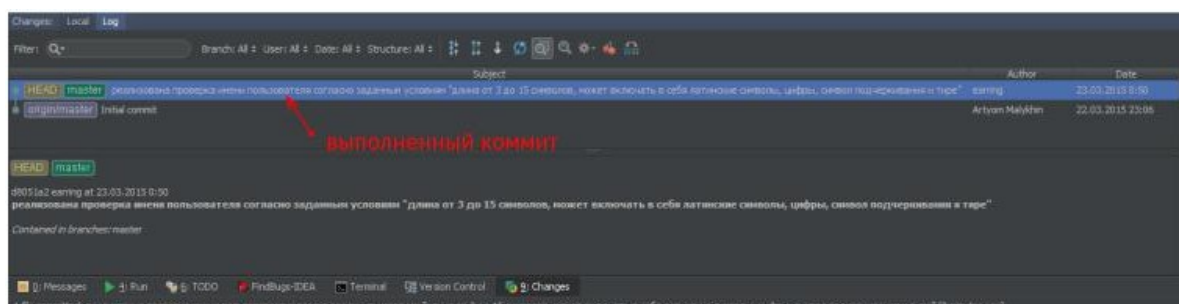 Changes: Local Log
Filter: Branch: All User: All Date: All Structure: All
Subject Author Date
HEAD master реализована проверка имени пользователя согласно заданным условиям "длина от 3 до 15 символов, может включать в себя латинские символы, цифры, символ подчеркивания и тире" earring 23.03.2015 0:50
origin/master Initial commit Artyom Malykhin 22.03.2015 23:06
выполненный коммит
HEAD master
d8051a2 earring at 23.03.2015 0:50
реализована проверка имени пользователя согласно заданным условиям "длина от 3 до 15 символов, может включать в себя латинские символы, цифры, символ подчеркивания и тире"
Contained in branches: master
0: Messages 4: Run 6: TODO FindBugs-IDEA Terminal Version Control 9: Changes